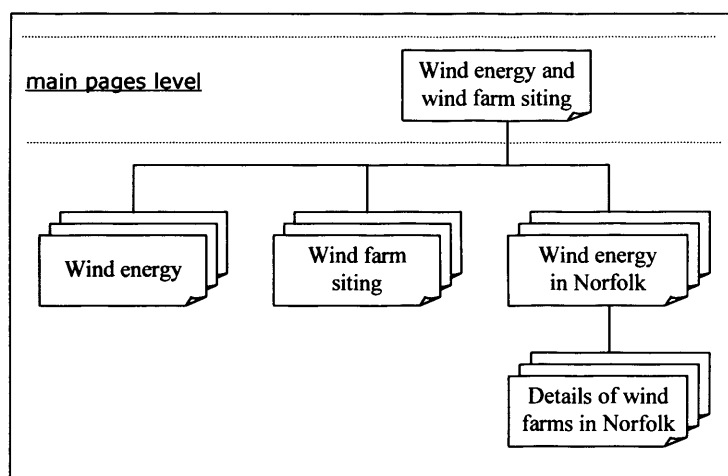 main pages level
Wind energy and
wind farm siting
Wind energy
Wind farm
siting
Wind energy
in Norfolk
Details of wind
farms in Norfolk